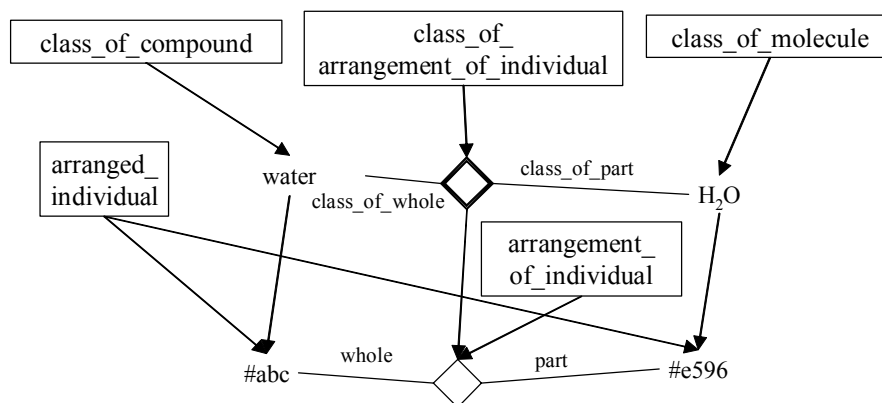 class_of_compound
class_of_
arrangement_of_individual
class_of_molecule
arranged_
individual
water
class_of_whole
class_of_part
H₂O
arrangement_
of_individual
#abc
whole
part
#e596